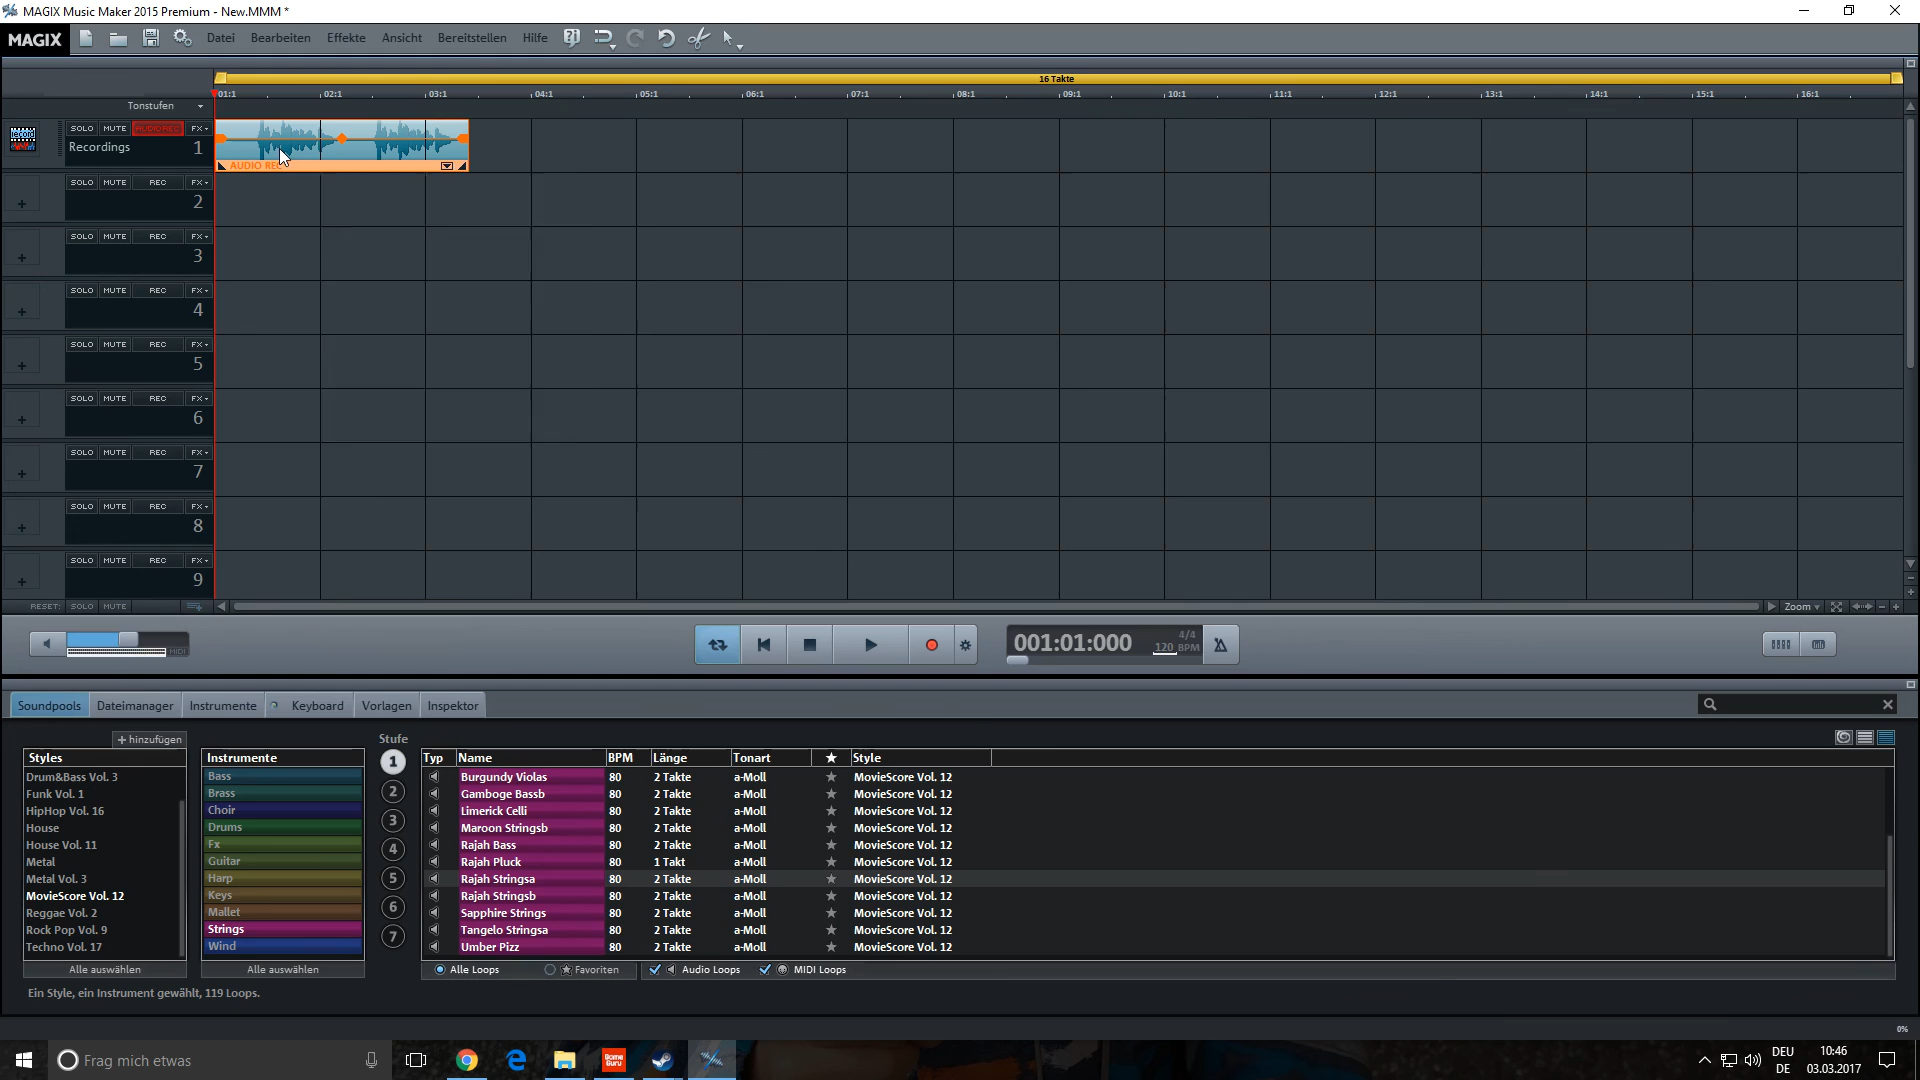 MAGIX Music Maker 2015 Premium - New.MMM *
MAGIX Datei Bearbeiten Effekte Ansicht Bereitstellen Hilfe
16 Takte
01:1 02:1 03:1 04:1 05:1 06:1 07:1 08:1 09:1 10:1 11:1 12:1 13:1 14:1 15:1 16:1
Tonstufen
SOLO MUTE AUDIO REC FX
Recordings 1
AUDIO REC
SOLO MUTE REC FX
2
SOLO MUTE REC FX
3
SOLO MUTE REC FX
4
SOLO MUTE REC FX
5
SOLO MUTE REC FX
6
SOLO MUTE REC FX
7
SOLO MUTE REC FX
8
SOLO MUTE REC FX
9
RESET: SOLO MUTE Zoom
MIDI
001:01:000 4/4
120 BPM
Soundpools Dateimanager Instrumente Keyboard Vorlagen Inspektor
+ hinzufügen
Styles
Drum&Bass Vol. 3
Funk Vol. 1
HipHop Vol. 16
House
House Vol. 11
Metal
Metal Vol. 3
MovieScore Vol. 12
Reggae Vol. 2
Rock Pop Vol. 9
Techno Vol. 17
Alle auswählen
Instrumente
Bass
Brass
Choir
Drums
Fx
Guitar
Harp
Keys
Mallet
Strings
Wind
Alle auswählen
Stufe
1
2
3
4
5
6
7
Typ Name BPM Länge Tonart Style
Burgundy Violas 80 2 Takte a-Moll MovieScore Vol. 12
Gamboge Bassb 80 2 Takte a-Moll MovieScore Vol. 12
Limerick Celli 80 2 Takte a-Moll MovieScore Vol. 12
Maroon Stringsb 80 2 Takte a-Moll MovieScore Vol. 12
Rajah Bass 80 2 Takte a-Moll MovieScore Vol. 12
Rajah Pluck 80 1 Takt a-Moll MovieScore Vol. 12
Rajah Stringsa 80 2 Takte a-Moll MovieScore Vol. 12
Rajah Stringsb 80 2 Takte a-Moll MovieScore Vol. 12
Sapphire Strings 80 2 Takte a-Moll MovieScore Vol. 12
Tangelo Stringsa 80 2 Takte a-Moll MovieScore Vol. 12
Umber Pizz 80 2 Takte a-Moll MovieScore Vol. 12
Alle Loops Favoriten Audio Loops MIDI Loops
Ein Style, ein Instrument gewählt, 119 Loops.
0%
Frag mich etwas
Game
Guru
DEU
DE
10:46
03.03.2017